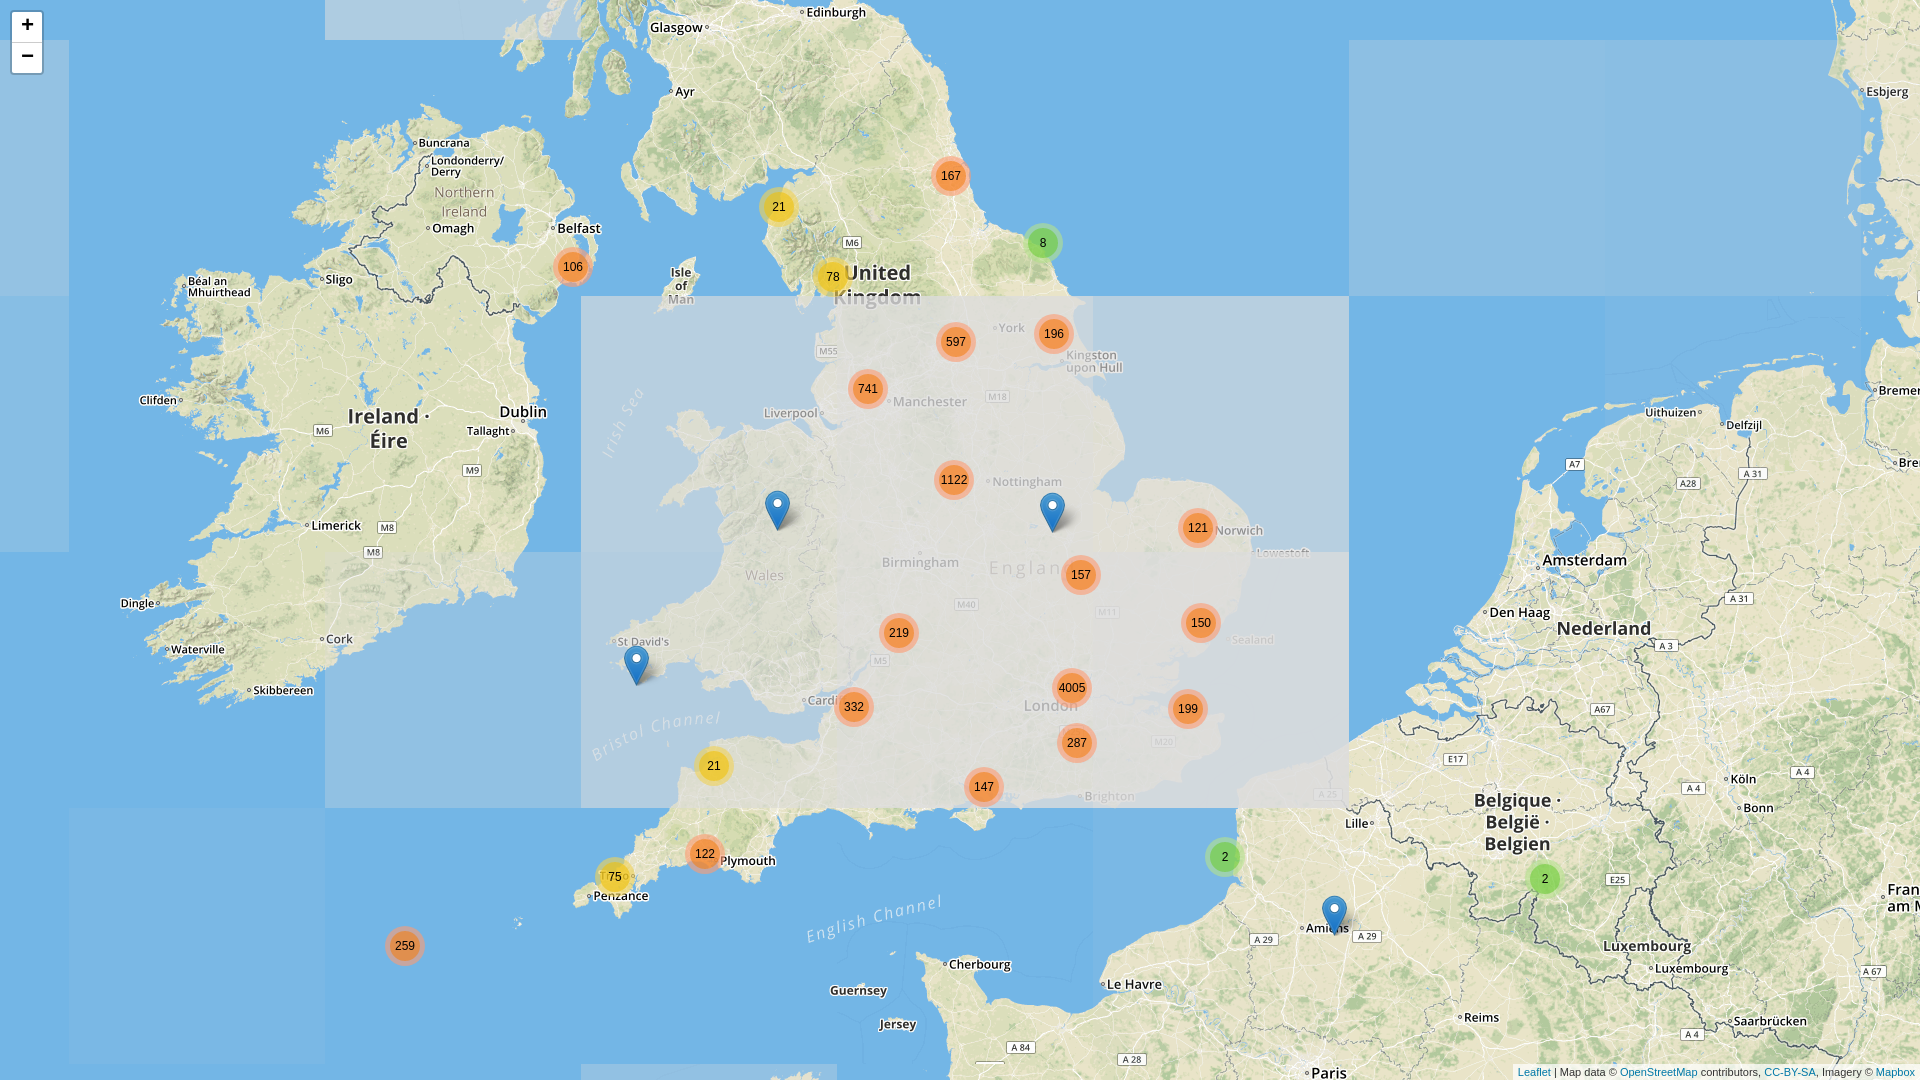 +
−
Edinburgh
Glasgow
Ayr
Esbjerg
Buncrana
Londonderry/
Derry
Northern
Ireland
Omagh
Belfast
167
21
8
M6
106
78
United
Kingdom
Isle
of
Man
Sligo
Béal an
Mhuirthead
York
196
597
M55
Kingston
upon Hull
741
Manchester
M18
Liverpool
Irish Sea
Clifden
Dublin
Tallaght
Ireland ·
Éire
M6
M9
Bremer
Uithuizen
Delfzijl
A7
A 31
A28
1122
Nottingham
Limerick
M8
M8
121
Norwich
Lowestoft
Birmingham
Wales
157
Amsterdam
A 31
Dingle
M40
M11
Den Haag
150
Nederland
219
Sealand
Cork
St David's
Waterville
M5
A 3
Skibbereen
4005
London
199
332
A67
Bristol Channel
287
M20
E17
21
Köln
A 4
A 4
147
Brighton
A 25
Bonn
Belgique ·
België ·
Belgien
Lille
122
Plymouth
2
75
Penzance
2
E25
English Channel
Amiens
A 29
A 29
259
Luxembourg
Luxembourg
A 67
Cherbourg
Guernsey
Le Havre
Jersey
Reims
Saarbrücken
A 84
A 28
A 4
Paris
Leaflet | Map data © OpenStreetMap contributors, CC-BY-SA, Imagery © Mapbox